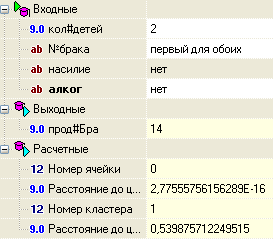 Входные
9.0 кол#детей 2
ab №брака первый для обоих
ab насилие нет
ab алког нет
Выходные
9.0 прод#Бра 14
Расчетные
12 Номер ячейки 0
9.0 Расстояние до ц... 2,77555756156289E-16
12 Номер кластера 1
9.0 Расстояние до ц... 0,539875712249515